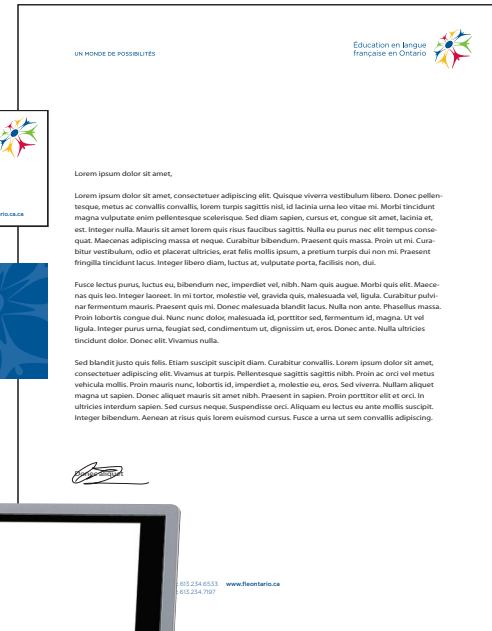 UN MONDE DE POSSIBILITÉS
Éducation en langue
française en Ontario
rio.ca.ca
Lorem ipsum dolor sit amet,
Lorem ipsum dolor sit amet, consectetuer adipiscing elit. Quisque viverra vestibulum libero. Donec pellen-
tesque, metus ac convallis convallis, lorem turpis sagittis nisl, id lacinia urna leo vitae mi. Morbi tincidunt
magna vulputate enim pellentesque scelerisque. Sed diam sapien, cursus et, congue sit amet, lacinia et,
est. Integer nulla. Mauris sit amet lorem quis risus faucibus sagittis. Nulla eu purus nec elit tempus conse-
quat. Maecenas adipiscing massa et neque. Curabitur bibendum. Praesent quis massa. Proin ut mi. Cura-
bitur vestibulum, odio et placerat ultricies, erat felis mollis ipsum, a pretium turpis dui non mi. Praesent
fringilla tincidunt lacus. Integer libero diam, luctus at, vulputate porta, facilisis non, dui.
Fusce lectus purus, luctus eu, bibendum nec, imperdiet vel, nibh. Nam quis augue. Morbi quis elit. Maece-
nas quis leo. Integer laoreet. In mi tortor, molestie vel, gravida quis, malesuada vel, ligula. Curabitur pulvi-
nar fermentum mauris. Praesent quis mi. Donec malesuada blandit lacus. Nulla non ante. Phasellus massa.
Proin lobortis congue dui. Nunc nunc dolor, malesuada id, porttitor sed, fermentum id, magna. Ut vel
ligula. Integer purus urna, feugiat sed, condimentum ut, dignissim ut, eros. Donec ante. Nulla ultricies
tincidunt dolor. Donec elit. Vivamus nulla.
Sed blandit justo quis felis. Etiam suscipit suscipit diam. Curabitur convallis. Lorem ipsum dolor sit amet,
consectetuer adipiscing elit. Vivamus at turpis. Pellentesque sagittis sagittis nibh. Proin ac orci vel metus
vehicula mollis. Proin mauris nunc, lobortis id, imperdiet a, molestie eu, eros. Sed viverra. Nullam aliquet
magna ut sapien. Donec aliquet mauris sit amet nibh. Praesent in sapien. Proin porttitor elit et orci. In
ultricies interdum sapien. Sed cursus neque. Suspendisse orci. Aliquam eu lectus eu ante mollis suscipit.
Integer bibendum. Aenean at risus quis lorem euismod cursus. Fusce a urna ut sem convallis adipiscing.
Donec aliquet
: 613.234.6533 www.fleontario.ca
: 613.234.7197